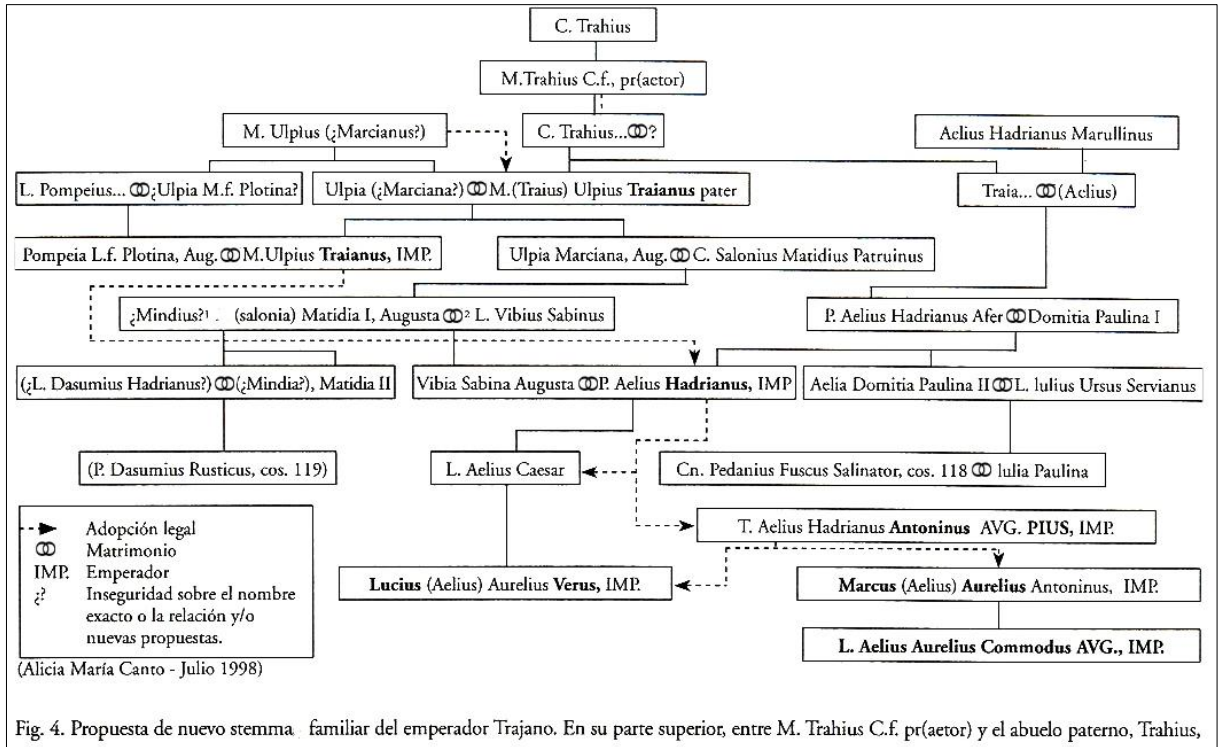 C. Trahius
M.Trahius C.f., pr(aetor)
M. Ulpius (¿Marcianus?)
C. Trahius...ↀ?
Aelius Hadrianus Marullinus
L. Pompeius... ↀ¿Ulpia M.f. Plotina?
Ulpia (¿Marciana?) ↀ M.(Traius) Ulpius Traianus pater
Traia... ↀ (Aelius)
Pompeia L.f. Plotina, Aug. ↀ M.Ulpius Traianus, IMP.
Ulpia Marciana, Aug. ↀ C. Salonius Matidius Patruinus
¿Mindius?¹ . (salonia) Matidia I, Augusta ↀ² L. Vibius Sabinus
P. Aelius Hadrianus Afer ↀ Domitia Paulina I
(¿L. Dasumius Hadrianus?) ↀ (¿Mindia?), Matidia II
Vibia Sabina Augusta ↀ P. Aelius Hadrianus, IMP
Aelia Domitia Paulina II ↀ L. Iulius Ursus Servianus
(P. Dasumius Rusticus, cos. 119)
L. Aelius Caesar
Cn. Pedanius Fuscus Salinator, cos. 118 ↀ Iulia Paulina
T. Aelius Hadrianus Antoninus AVG. PIUS, IMP.
Lucius (Aelius) Aurelius Verus, IMP.
Marcus (Aelius) Aurelius Antoninus, IMP.
L. Aelius Aurelius Commodus AVG., IMP.
Adopción legal
ↀ Matrimonio
IMP. Emperador
¿? Inseguridad sobre el nombre
exacto o la relación y/o
nuevas propuestas.
(Alicia María Canto - Julio 1998)
Fig. 4. Propuesta de nuevo stemma familiar del emperador Trajano. En su parte superior, entre M. Trahius C.f. pr(aetor) y el abuelo paterno, Trahius,